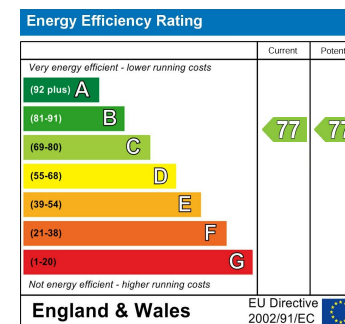 Energy Efficiency Rating
Current Potent
Very energy efficient - lower running costs
(92 plus) A
(81-91) B
(69-80) C
(55-68) D
(39-54) E
(21-38) F
(1-20) G
77 77
Not energy efficient - higher running costs
England & Wales
EU Directive
2002/91/EC